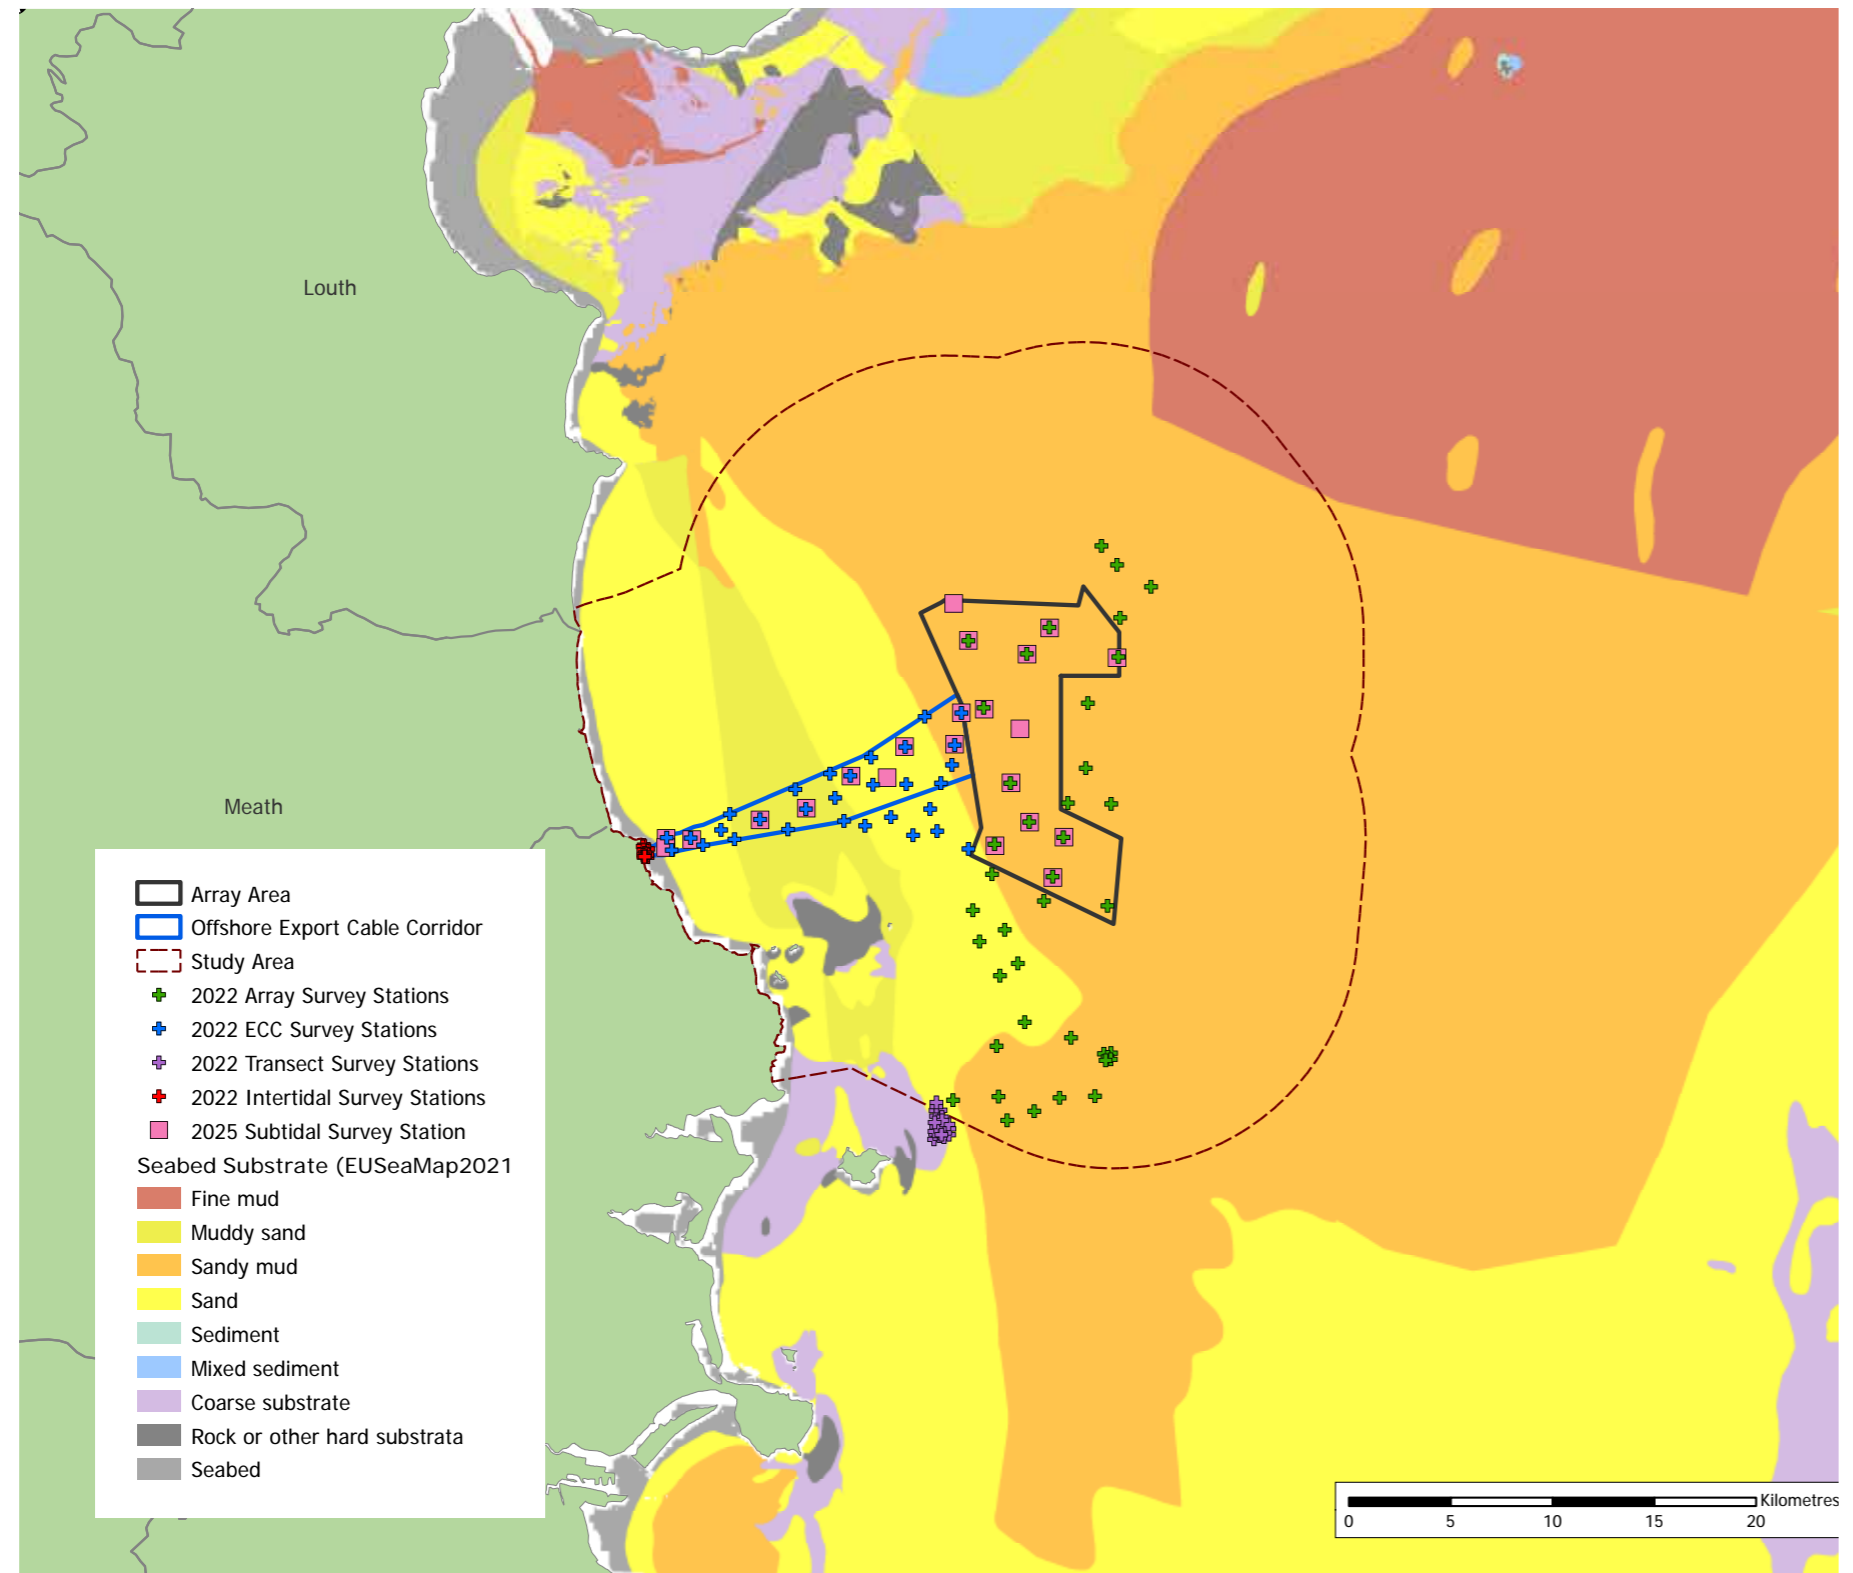 Louth
Meath
Array Area
Offshore Export Cable Corridor
Study Area
2022 Array Survey Stations
2022 ECC Survey Stations
2022 Transect Survey Stations
2022 Intertidal Survey Stations
2025 Subtidal Survey Station
Seabed Substrate (EUSeaMap2021
Fine mud
Muddy sand
Sandy mud
Sand
Sediment
Mixed sediment
Coarse substrate
Rock or other hard substrata
Seabed
Kilometres
0 5 10 15 20